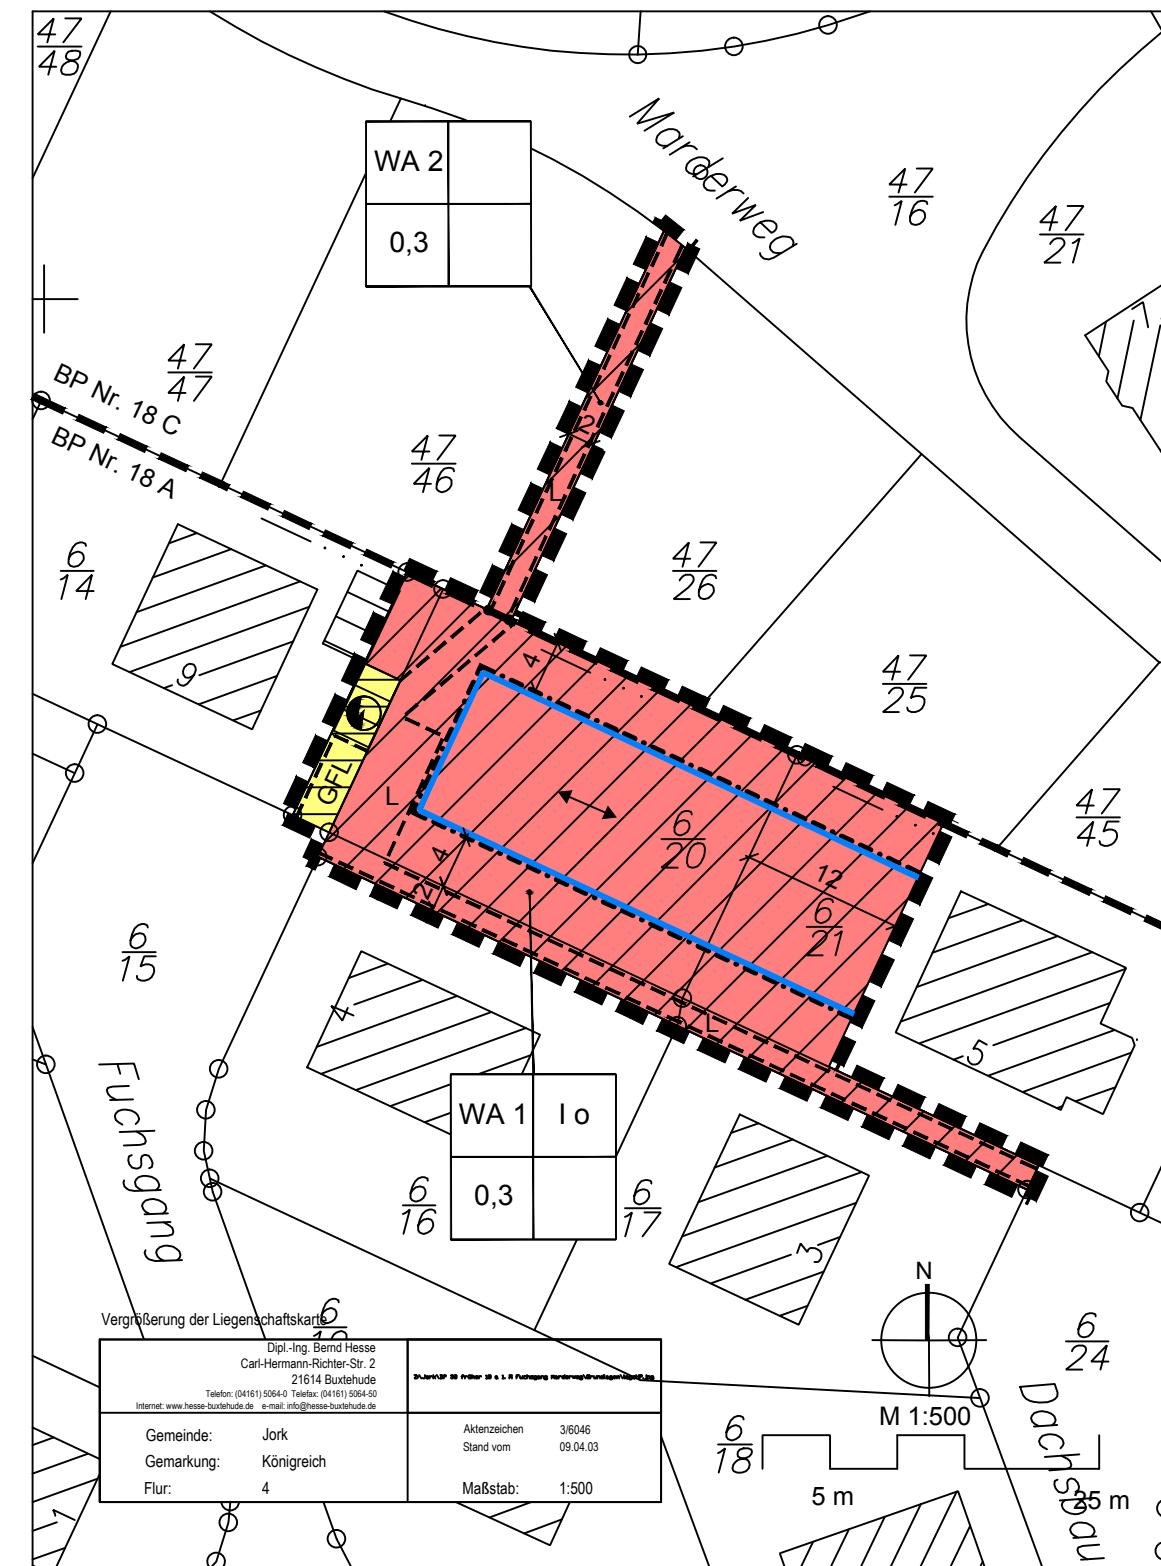 47
48
Marderweg
47
16
47
21
WA 2
0,3
47
47
BP Nr. 18 C
BP Nr. 18 A
47
46
2
L
6
14
9
47
26
47
25
47
45
4
GFL
L
6
20
12
6
21
4
2
L
6
15
4
5
Fuchsgang
WA 1
I o
0,3
6
16
6
17
3
N
6
24
M 1:500
Dachsbau
6
18
5 m
25 m
Vergrößerung der Liegenschaftskarte
6
Dipl.-Ing. Bernd Hesse
Carl-Hermann-Richter-Str. 2
21614 Buxtehude
Telefon: (04161) 5064-0 Telefax: (04161) 5064-50
Internet: www.hesse-buxtehude.de e-mail: info@hesse-buxtehude.de
Gemeinde: Jork
Gemarkung: Königreich
Flur: 4
Aktenzeichen 3/6046
Stand vom 09.04.03
Maßstab: 1:500
1